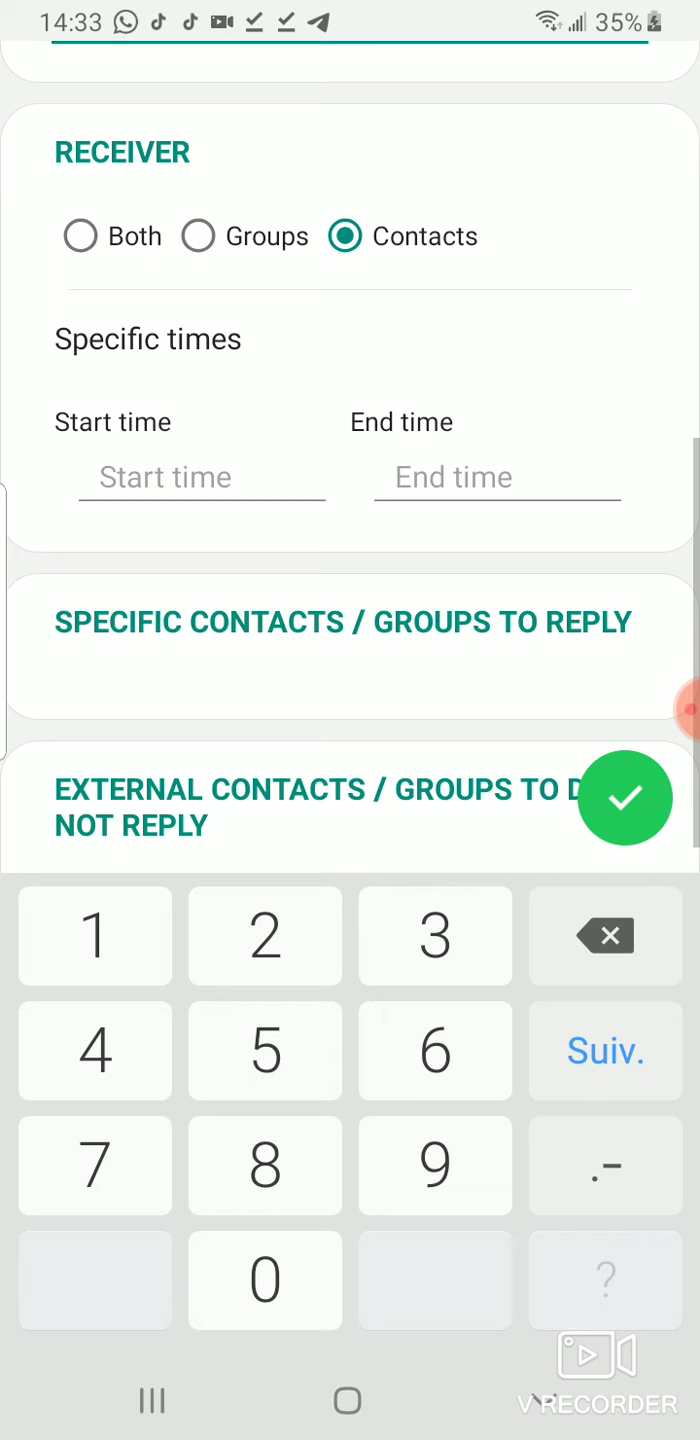 14:33 35%
RECEIVER
Both Groups Contacts
Specific times
Start time End time
Start time End time
SPECIFIC CONTACTS / GROUPS TO REPLY
EXTERNAL CONTACTS / GROUPS TO D
NOT REPLY
1 2 3
4 5 6 Suiv.
7 8 9 .-
0 ?
V RECORDER